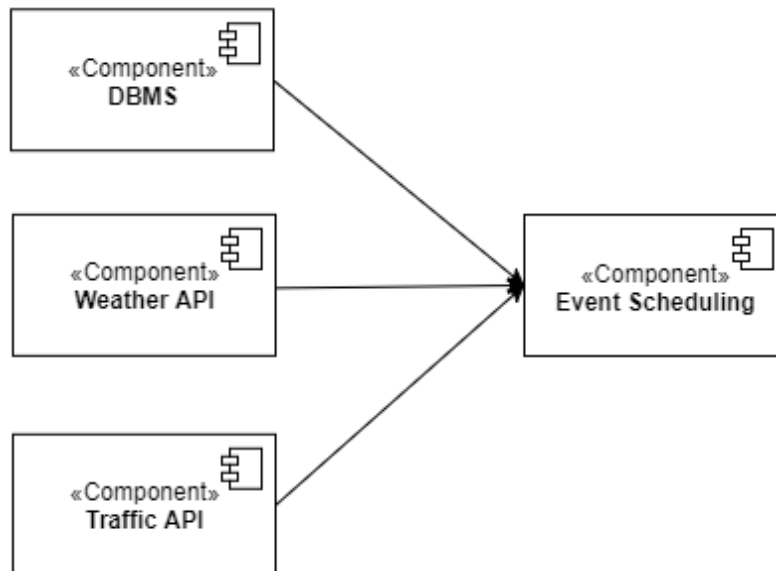 «Component»
DBMS
«Component»
Weather API
«Component»
Event Scheduling
«Component»
Traffic API